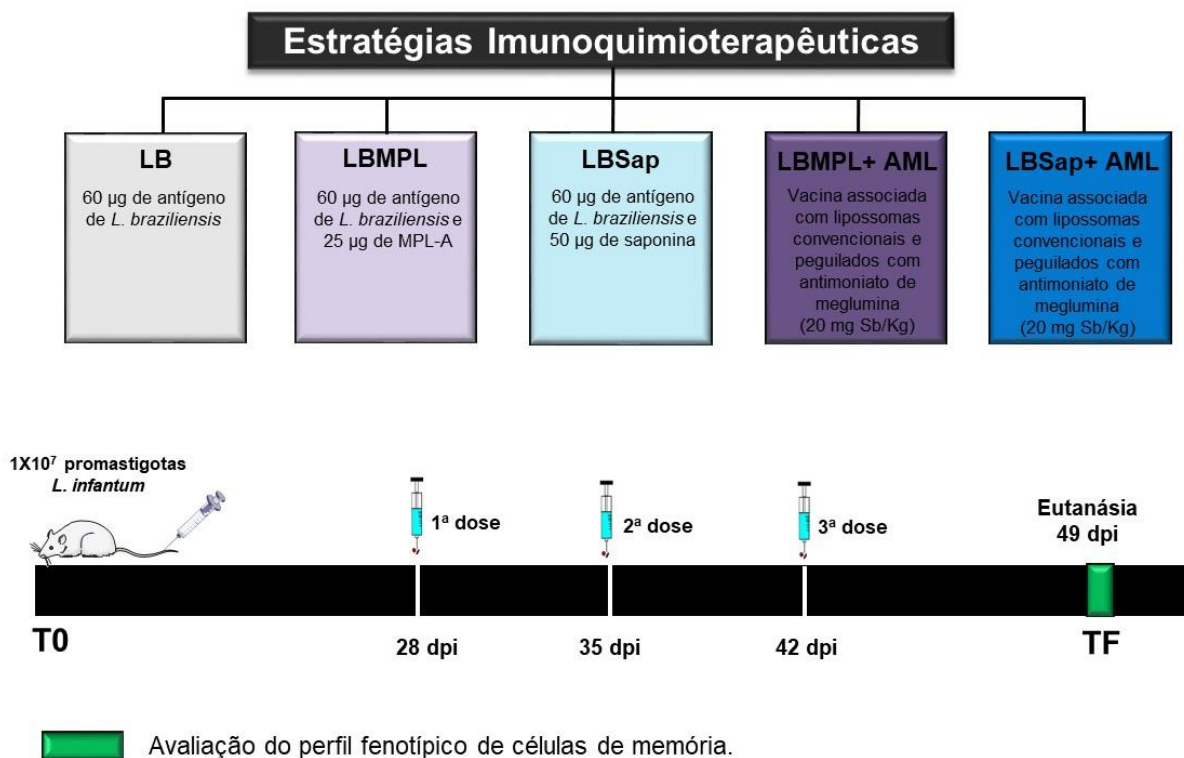 Estratégias Imunoquimioterapêuticas
LB
60 µg de antígeno
de L. braziliensis
LBMPL
60 µg de antígeno
de L. braziliensis e
25 µg de MPL-A
LBSap
60 µg de antígeno
de L. braziliensis e
50 µg de saponina
LBMPL+ AML
Vacina associada
com lipossomas
convencionais e
peguilados com
antimoniato de
meglumina
(20 mg Sb/Kg)
LBSap+ AML
Vacina associada
com lipossomas
convencionais e
peguilados com
antimoniato de
meglumina
(20 mg Sb/Kg)
1X10⁷ promastigotas
L. infantum
1ª dose
2ª dose
3ª dose
Eutanásia
49 dpi
T0
28 dpi
35 dpi
42 dpi
TF
Avaliação do perfil fenotípico de células de memória.